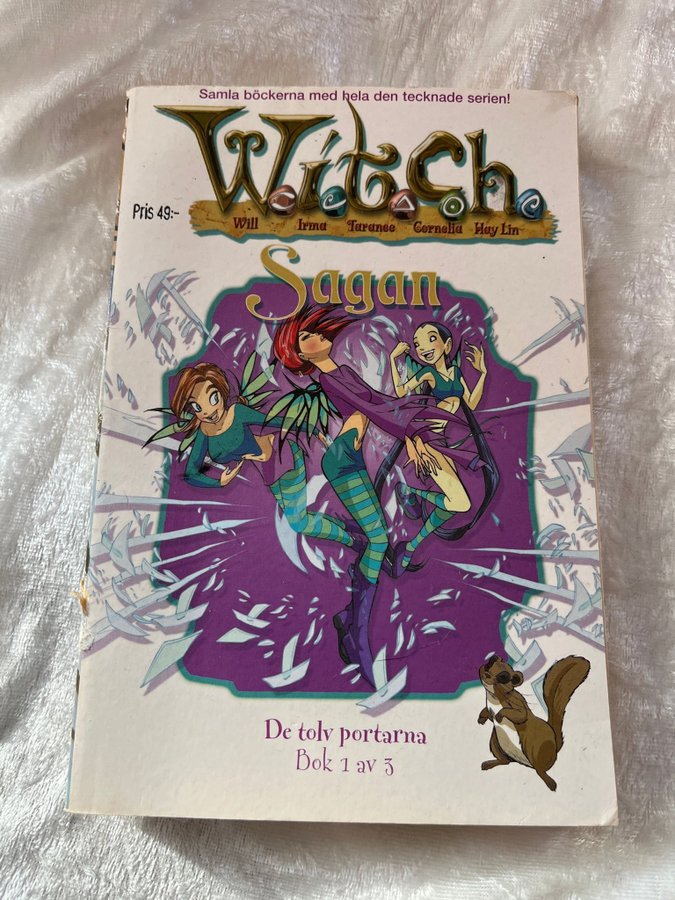 Samla böckerna med hela den tecknade serien!
W.i.t.c.h.
Pris 49:-
Will Irma Taranee Cornelia Hay Lin
Sagan
De tolv portarna
Bok 1 av 3